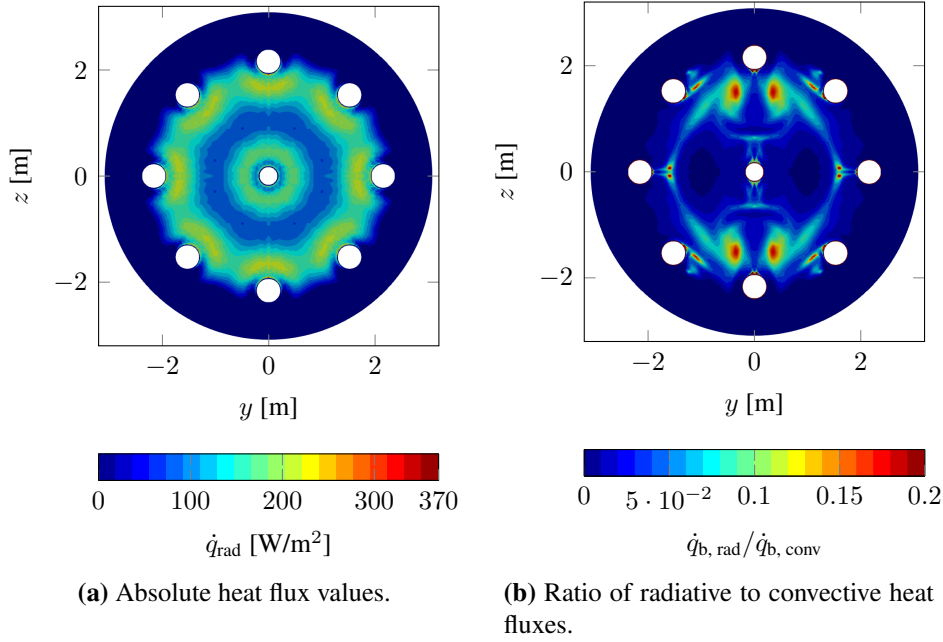 2
0
−2
z [m]
−2 0 2
y [m]
0 100 200 300 370
q̇rad [W/m²]
(a) Absolute heat flux values.
2
0
−2
z [m]
−2 0 2
y [m]
0 5 · 10⁻² 0.1 0.15 0.2
q̇b, rad/q̇b, conv
(b) Ratio of radiative to convective heat
fluxes.